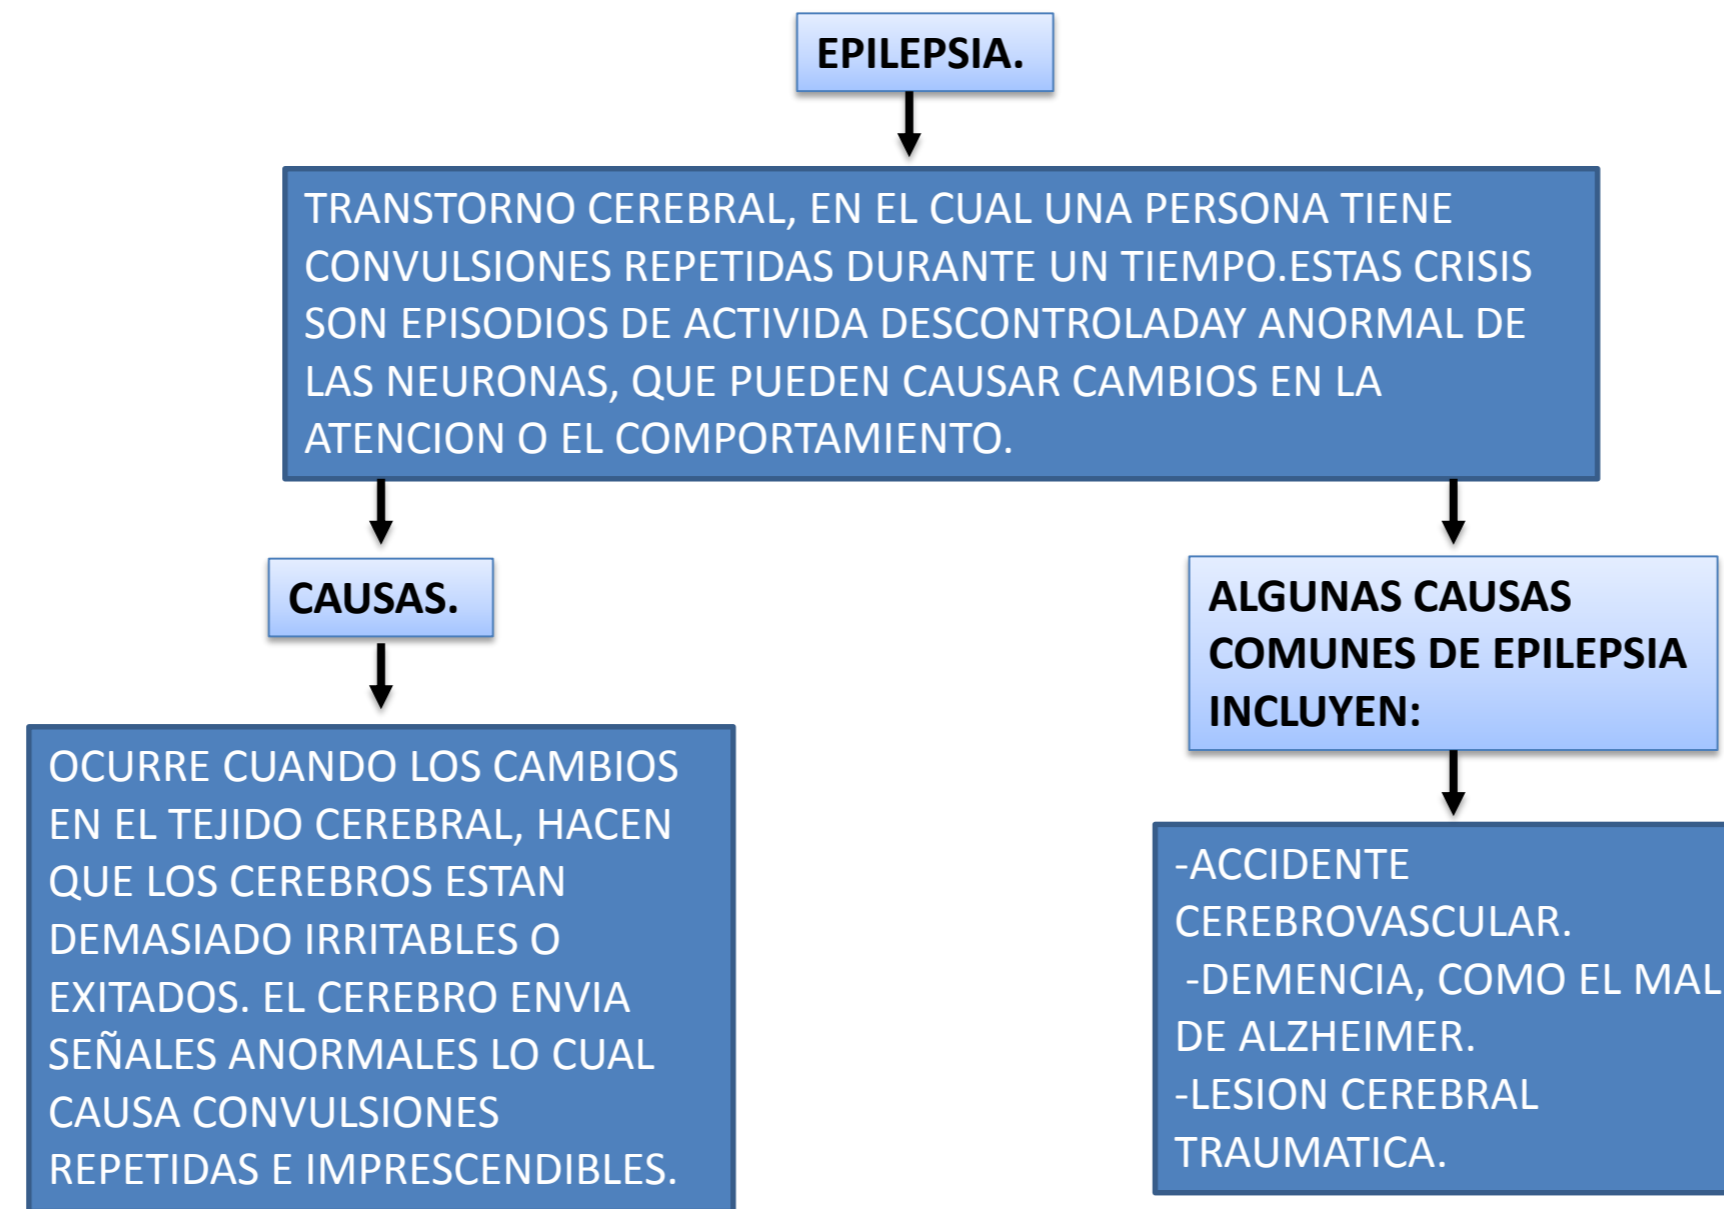 EPILEPSIA.
TRANSTORNO CEREBRAL, EN EL CUAL UNA PERSONA TIENE
CONVULSIONES REPETIDAS DURANTE UN TIEMPO.ESTAS CRISIS
SON EPISODIOS DE ACTIVIDA DESCONTROLADAY ANORMAL DE
LAS NEURONAS, QUE PUEDEN CAUSAR CAMBIOS EN LA
ATENCION O EL COMPORTAMIENTO.
CAUSAS.
OCURRE CUANDO LOS CAMBIOS
EN EL TEJIDO CEREBRAL, HACEN
QUE LOS CEREBROS ESTAN
DEMASIADO IRRITABLES O
EXITADOS. EL CEREBRO ENVIA
SEÑALES ANORMALES LO CUAL
CAUSA CONVULSIONES
REPETIDAS E IMPRESCENDIBLES.
ALGUNAS CAUSAS
COMUNES DE EPILEPSIA
INCLUYEN:
-ACCIDENTE
CEREBROVASCULAR.
-DEMENCIA, COMO EL MAL
DE ALZHEIMER.
-LESION CEREBRAL
TRAUMATICA.